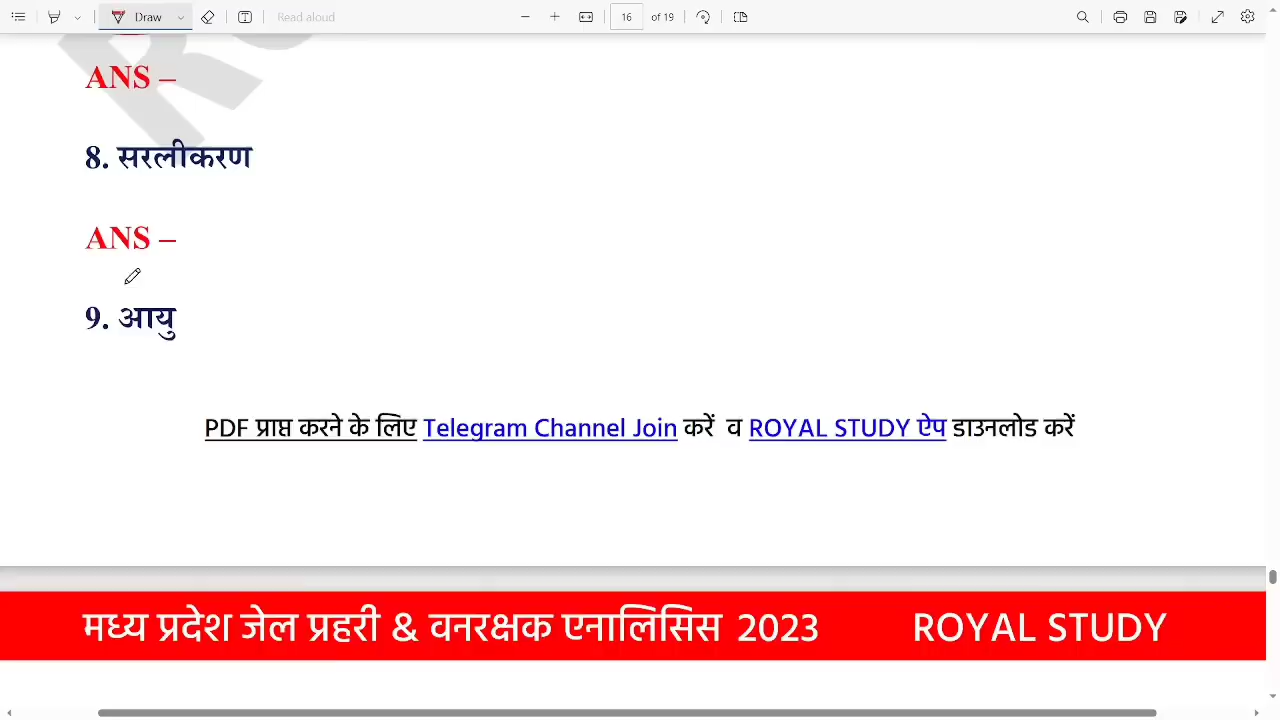 Draw
Read aloud
16 of 19
ANS –
8. सरलीकरण
ANS –
9. आयु
PDF प्राप्त करने के लिए Telegram Channel Join करें व ROYAL STUDY ऐप डाउनलोड करें
मध्य प्रदेश जेल प्रहरी & वनरक्षक एनालिसिस 2023 ROYAL STUDY